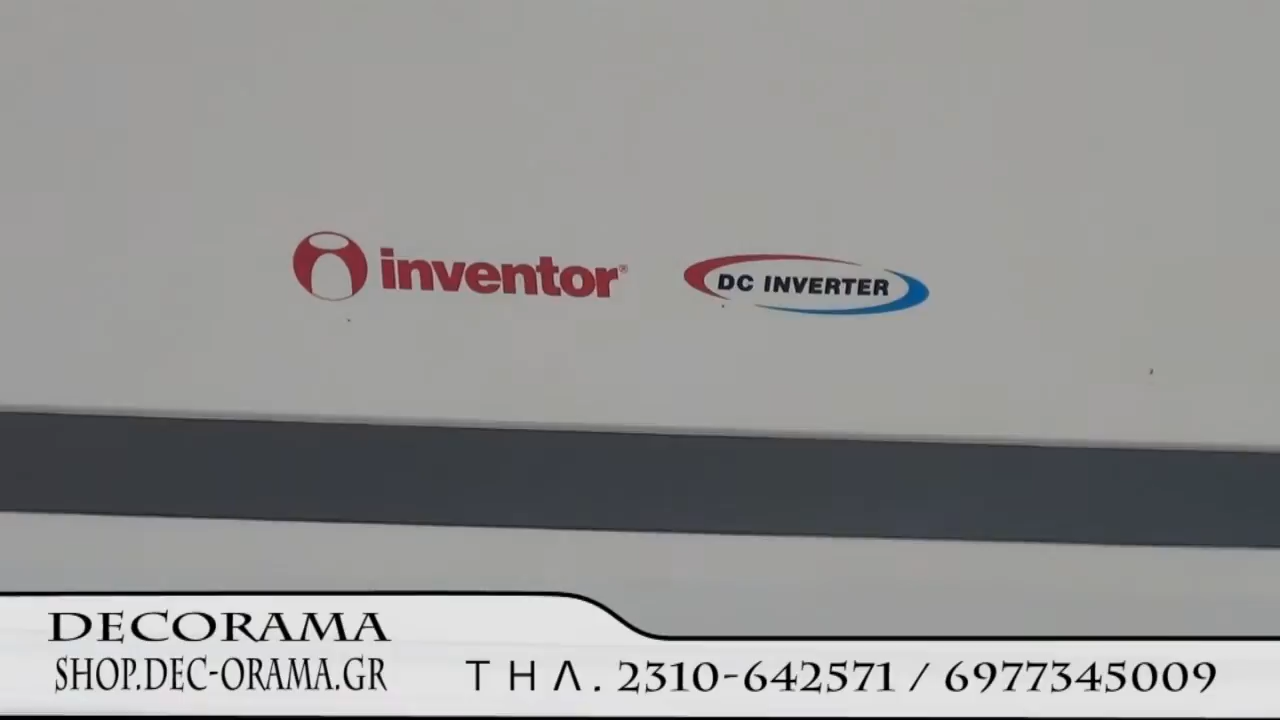 inventor®
DC INVERTER
DECORAMA
SHOP.DEC-ORAMA.GR
ΤΗΛ. 2310-642571 / 6977345009